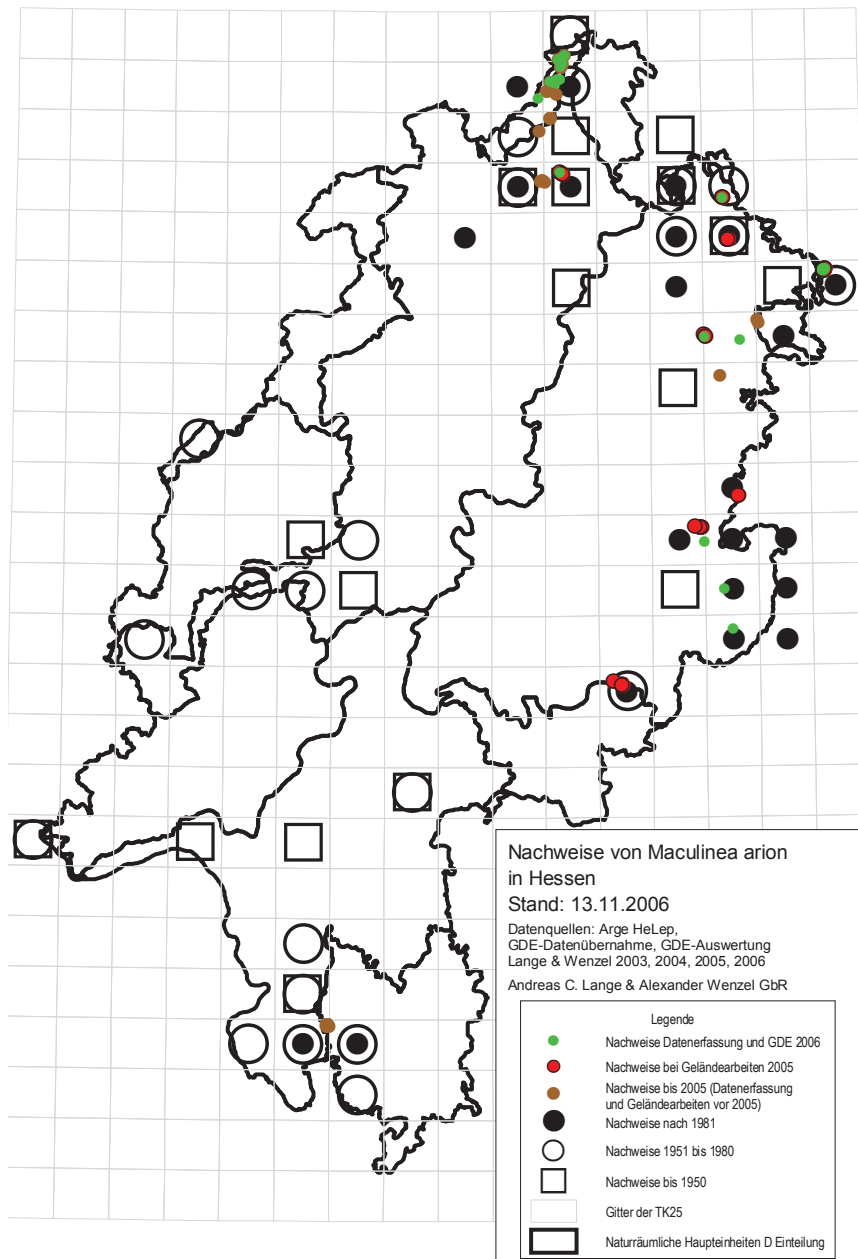 Nachweise von Maculinea arion
in Hessen
Stand: 13.11.2006
Datenquellen: Arge HeLep,
GDE-Datenübernahme, GDE-Auswertung
Lange & Wenzel 2003, 2004, 2005, 2006
Andreas C. Lange & Alexander Wenzel GbR
Legende
Nachweise Datenerfassung und GDE 2006
Nachweise bei Geländearbeiten 2005
Nachweise bis 2005 (Datenerfassung
und Geländearbeiten vor 2005)
Nachweise nach 1981
Nachweise 1951 bis 1980
Nachweise bis 1950
Gitter der TK25
Naturräumliche Haupteinheiten D Einteilung